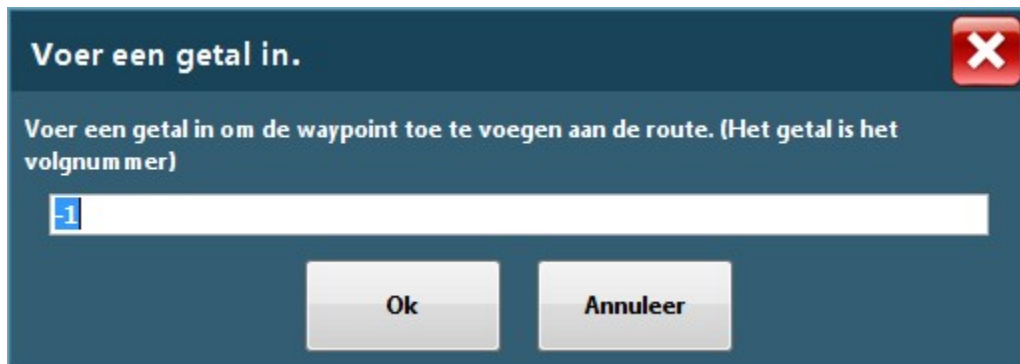 Voer een getal in.
Voer een getal in om de waypoint toe te voegen aan de route. (Het getal is het
volgnummer)
-1
Ok Annuleer